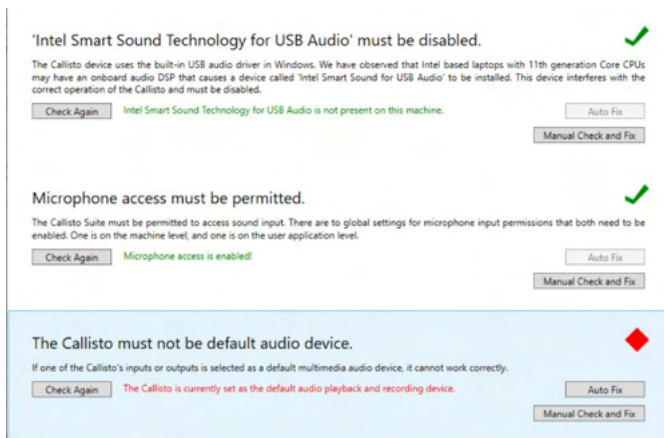 'Intel Smart Sound Technology for USB Audio' must be disabled.
The Callisto device uses the built-in USB audio driver in Windows. We have observed that Intel based laptops with 11th generation Core CPUs
may have an onboard audio DSP that causes a device called 'Intel Smart Sound for USB Audio' to be installed. This device interferes with the
correct operation of the Callisto and must be disabled.
Check Again Intel Smart Sound Technology for USB Audio is not present on this machine. Auto Fix
Manual Check and Fix
Microphone access must be permitted.
The Callisto Suite must be permitted to access sound input. There are to global settings for microphone input permissions that both need to be
enabled. One is on the machine level, and one is on the user application level.
Check Again Microphone access is enabled! Auto Fix
Manual Check and Fix
The Callisto must not be default audio device.
If one of the Callisto's inputs or outputs is selected as a default multimedia audio device, it cannot work correctly.
Check Again The Callisto is currently set as the default audio playback and recording device. Auto Fix
Manual Check and Fix